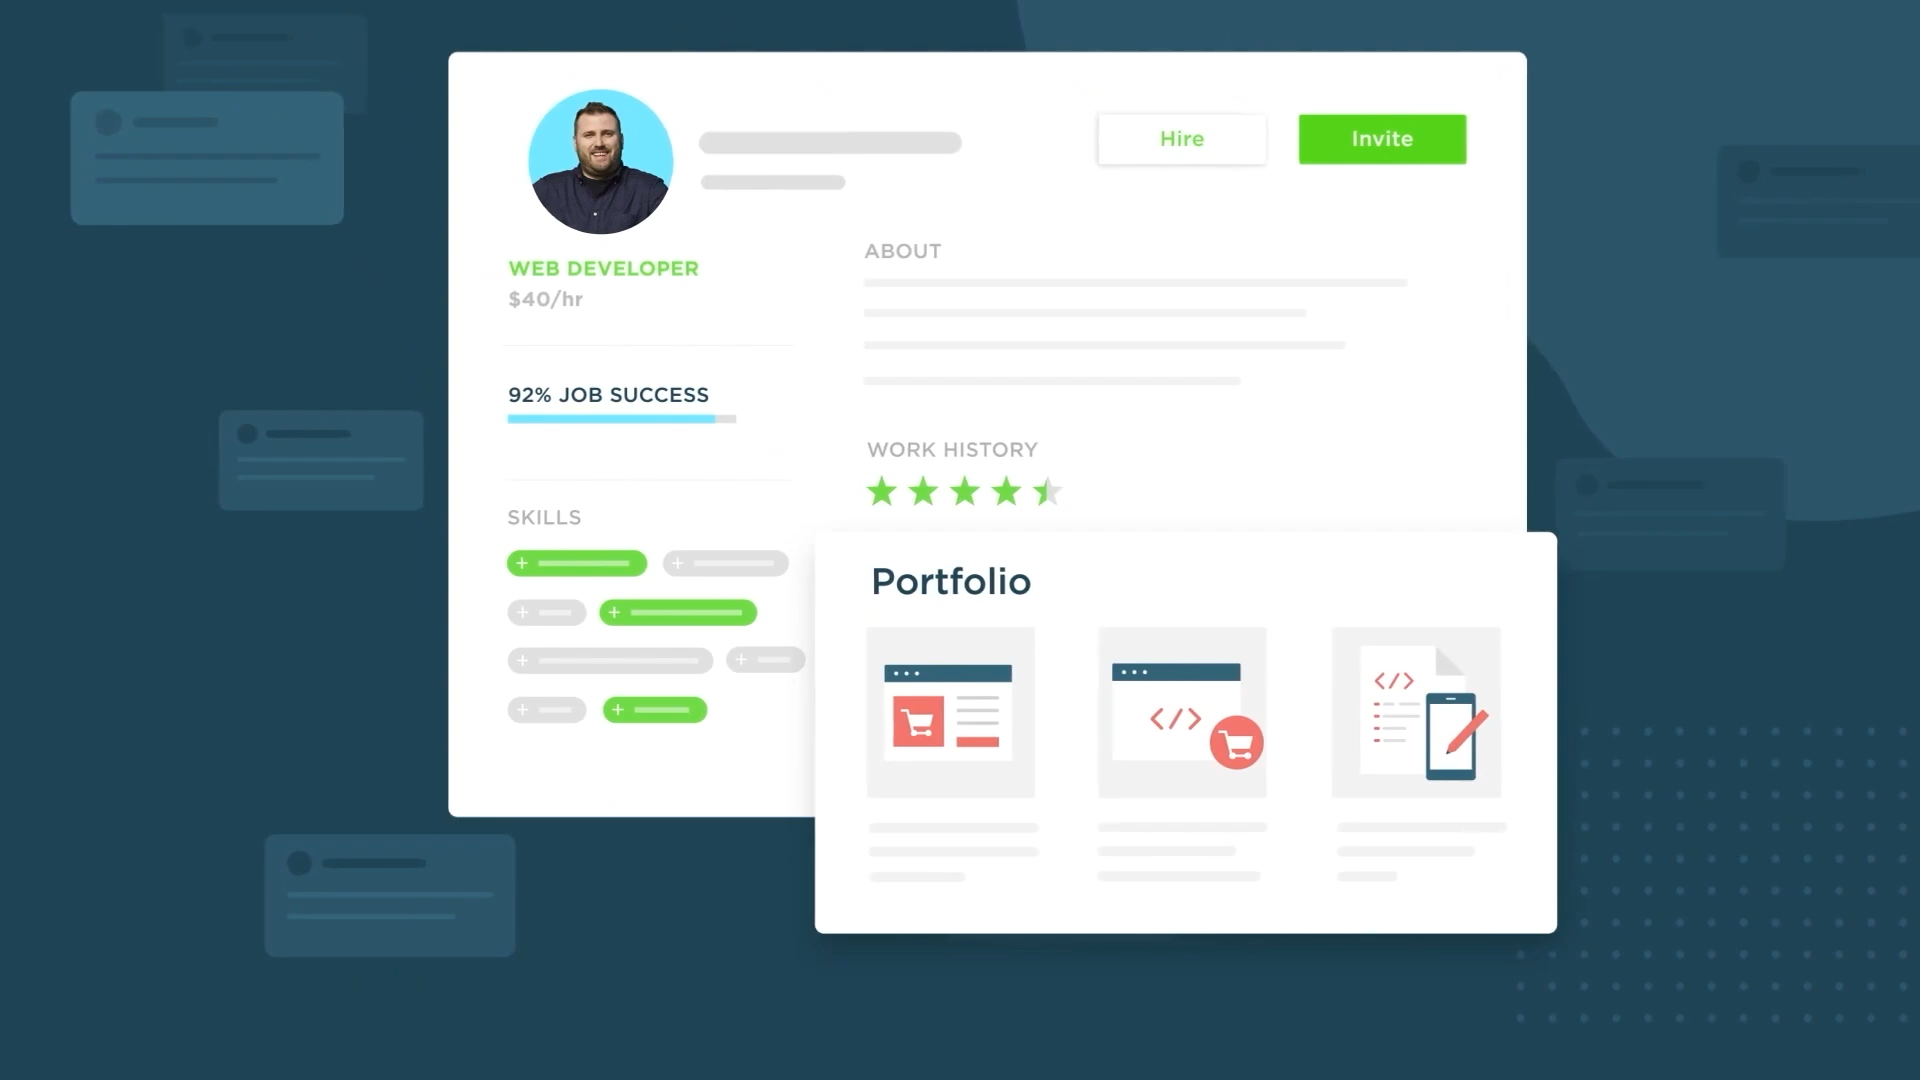 Hire
Invite
WEB DEVELOPER
$40/hr
ABOUT
92% JOB SUCCESS
WORK HISTORY
SKILLS
Portfolio
</>
</>